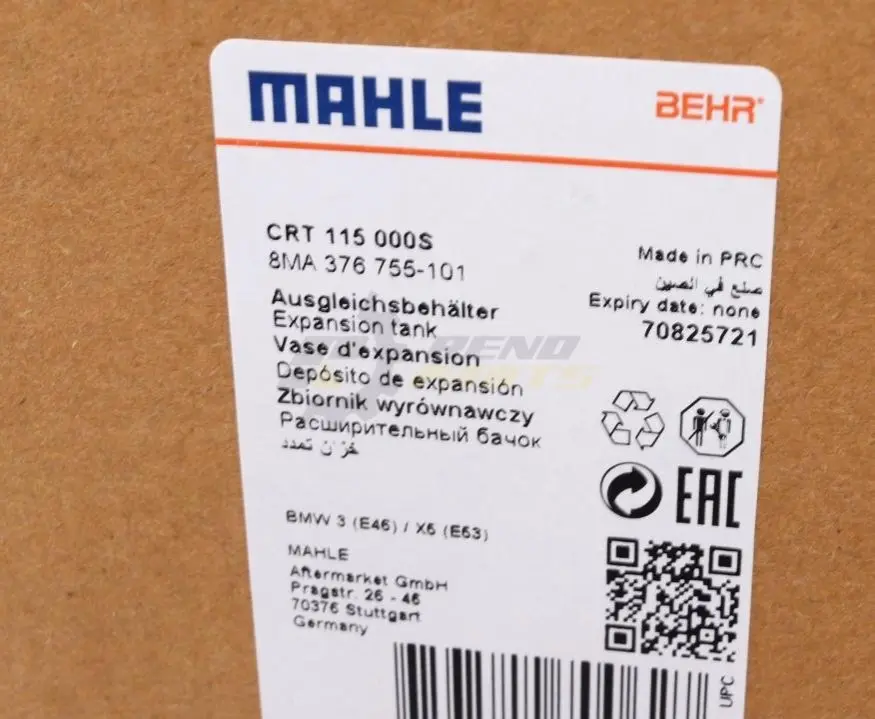 MAHLE
BEHR
CRT 115 000S
8MA 376 755-101
Ausgleichsbehälter
Expansion tank
Vase d'expansion
Depósito de expansión
Zbiornik wyrównawczy
Расширительный бачок
خزان تمدد
Made in PRC
صنع في الصين
Expiry date: none
70825721
EAC
BMW 3 (E46) / X5 (E53)
MAHLE
Aftermarket GmbH
Pragstr. 26 - 46
70376 Stuttgart
Germany
UPC